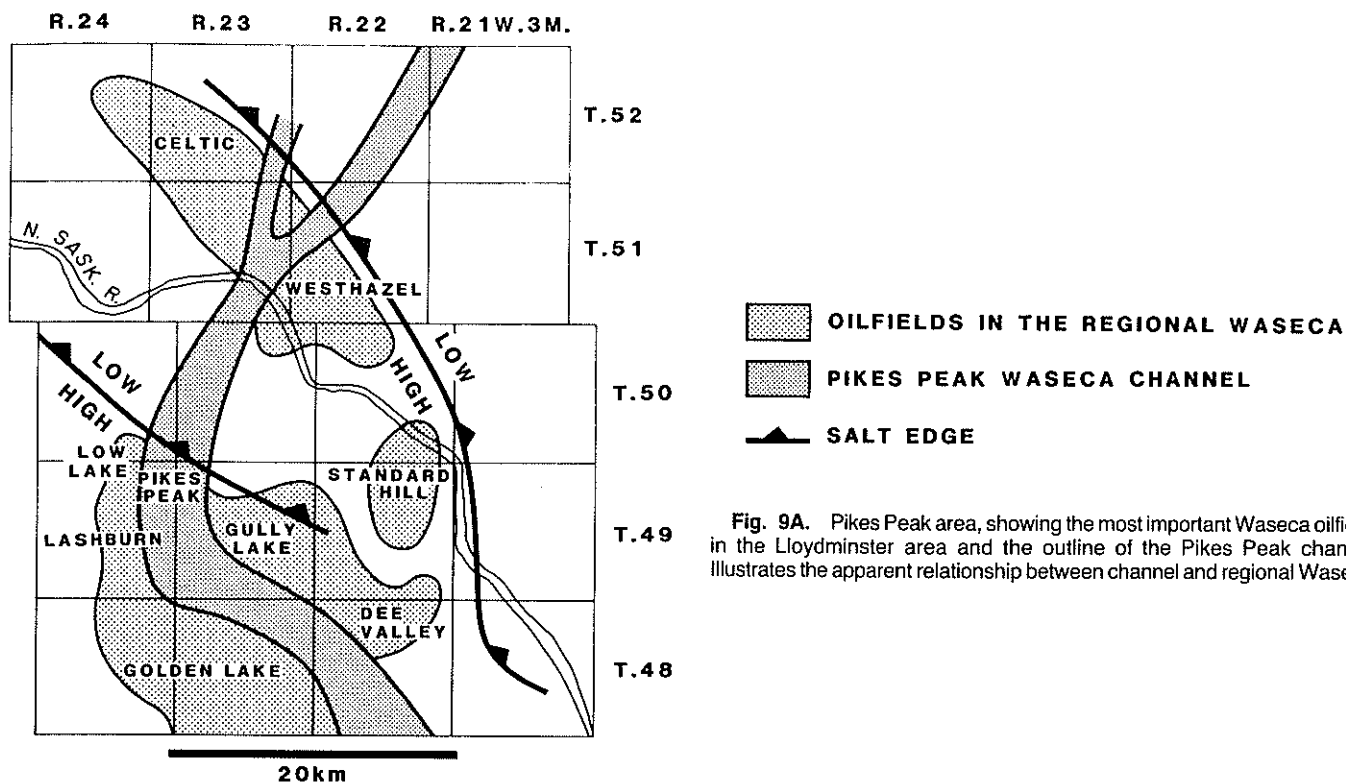 R.24 R.23 R.22 R.21W.3M.
T.52
CELTIC
T.51
N. SASK. R.
WESTHAZEL
LOW
HIGH
LOW
HIGH
T.50
LOW
LAKE
PIKES
PEAK
STANDARD
HILL
LASHBURN
GULLY
LAKE
T.49
DEE
VALLEY
GOLDEN LAKE
T.48
20km
OILFIELDS IN THE REGIONAL WASECA
PIKES PEAK WASECA CHANNEL
SALT EDGE
Fig. 9A. Pikes Peak area, showing the most important Waseca oilfie
in the Lloydminster area and the outline of the Pikes Peak chan
Illustrates the apparent relationship between channel and regional Wase